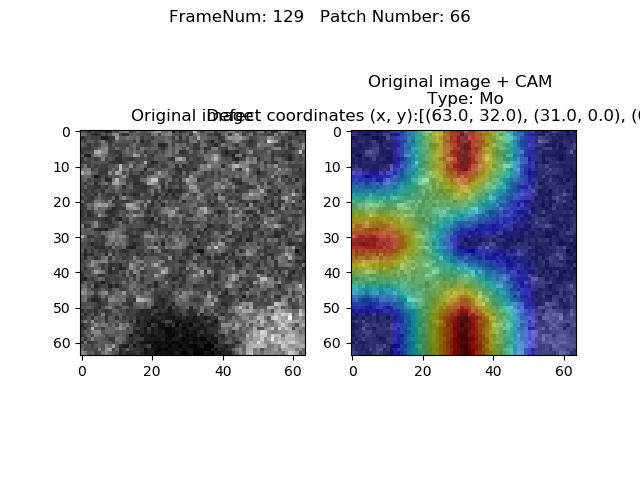 FrameNum: 129   Patch Number: 66
Original image + CAM
Type: Mo
Original image
Defect coordinates (x, y):[(63.0, 32.0), (31.0, 0.0), (
0
10
20
30
40
50
60
0 20 40 60
0
10
20
30
40
50
60
0 20 40 60